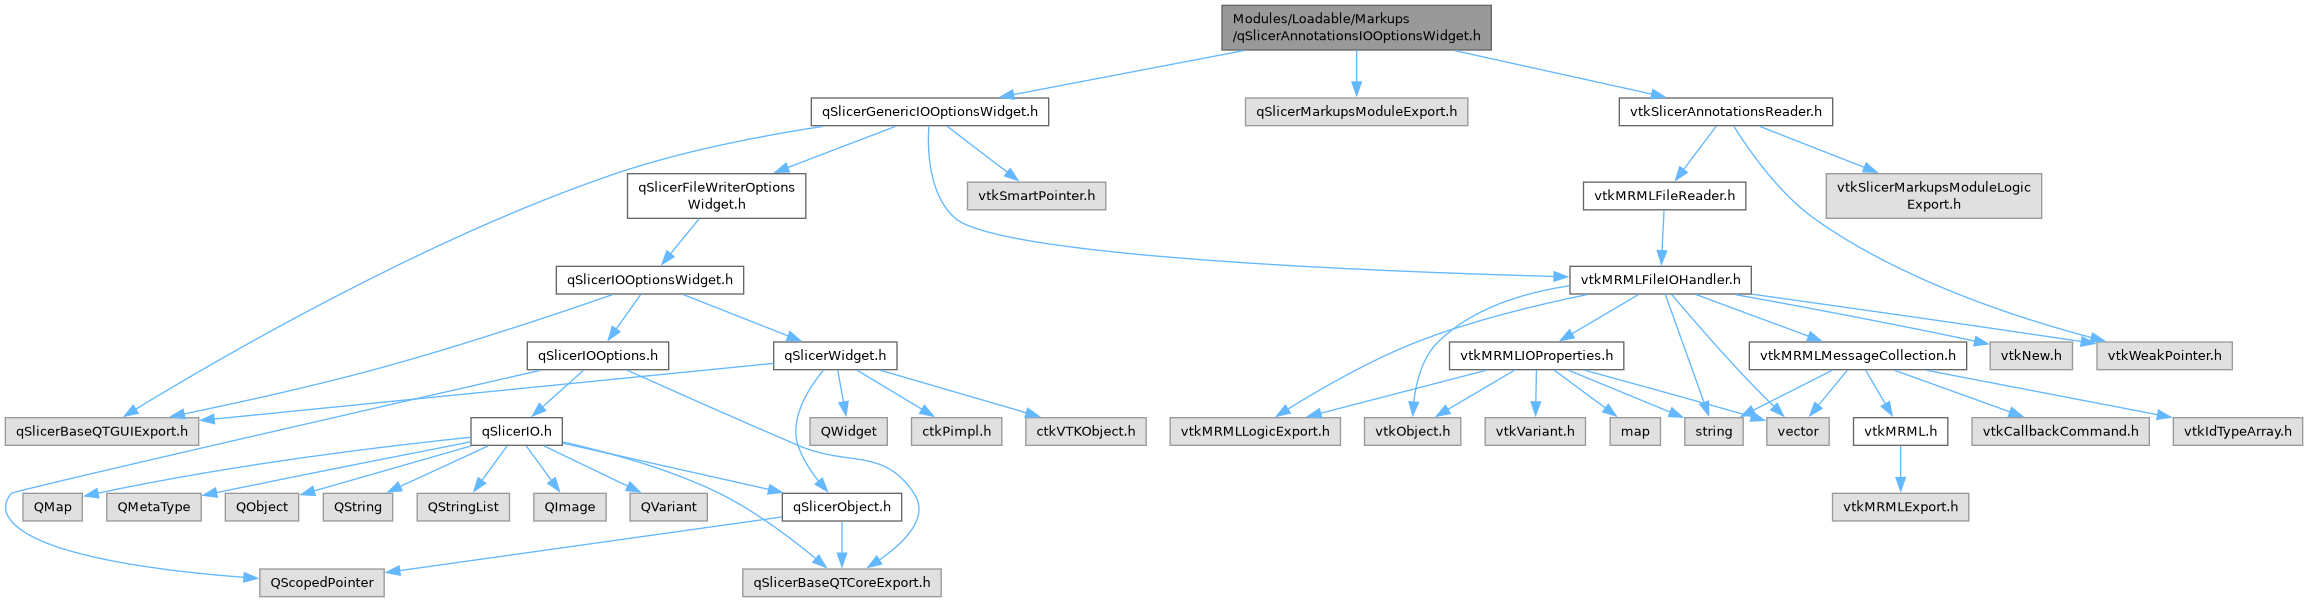 Modules/Loadable/Markups
/qSlicerAnnotationsIOOptionsWidget.h
qSlicerGenericIOOptionsWidget.h
qSlicerMarkupsModuleExport.h
vtkSlicerAnnotationsReader.h
qSlicerFileWriterOptions
Widget.h
vtkSmartPointer.h
vtkMRMLFileReader.h
vtkSlicerMarkupsModuleLogic
Export.h
qSlicerIOOptionsWidget.h
vtkMRMLFileIOHandler.h
qSlicerIOOptions.h
qSlicerWidget.h
vtkMRMLIOProperties.h
vtkMRMLMessageCollection.h
vtkNew.h
vtkWeakPointer.h
qSlicerBaseQTGUIExport.h
qSlicerIO.h
QWidget
ctkPimpl.h
ctkVTKObject.h
vtkMRMLLogicExport.h
vtkObject.h
vtkVariant.h
map
string
vector
vtkMRML.h
vtkCallbackCommand.h
vtkIdTypeArray.h
QMap
QMetaType
QObject
QString
QStringList
QImage
QVariant
qSlicerObject.h
vtkMRMLExport.h
QScopedPointer
qSlicerBaseQTCoreExport.h